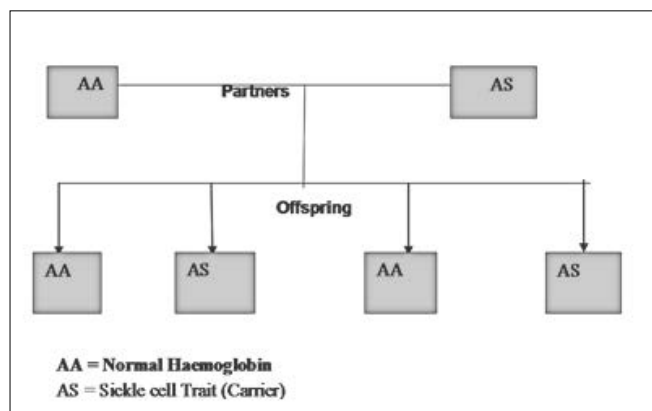 AA
Partners
AS
Offspring
AA
AS
AA
AS
AA = Normal Haemoglobin
AS = Sickle cell Trait (Carrier)